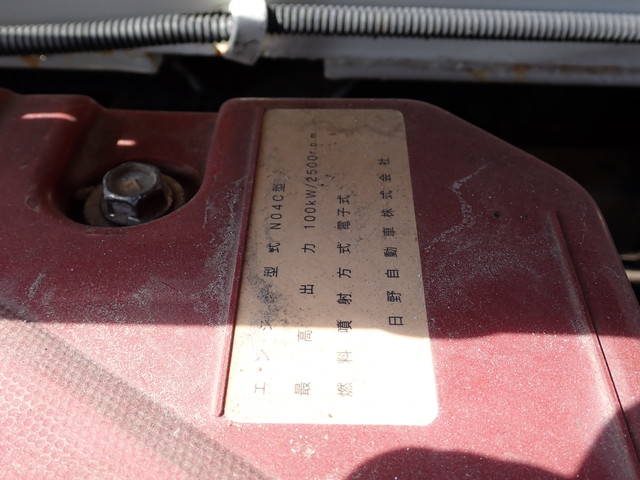 エンジン型式 N04C型
最高出力 100kW/2500r.p.m
燃料噴射方式 電子式
日野自動車株式会社